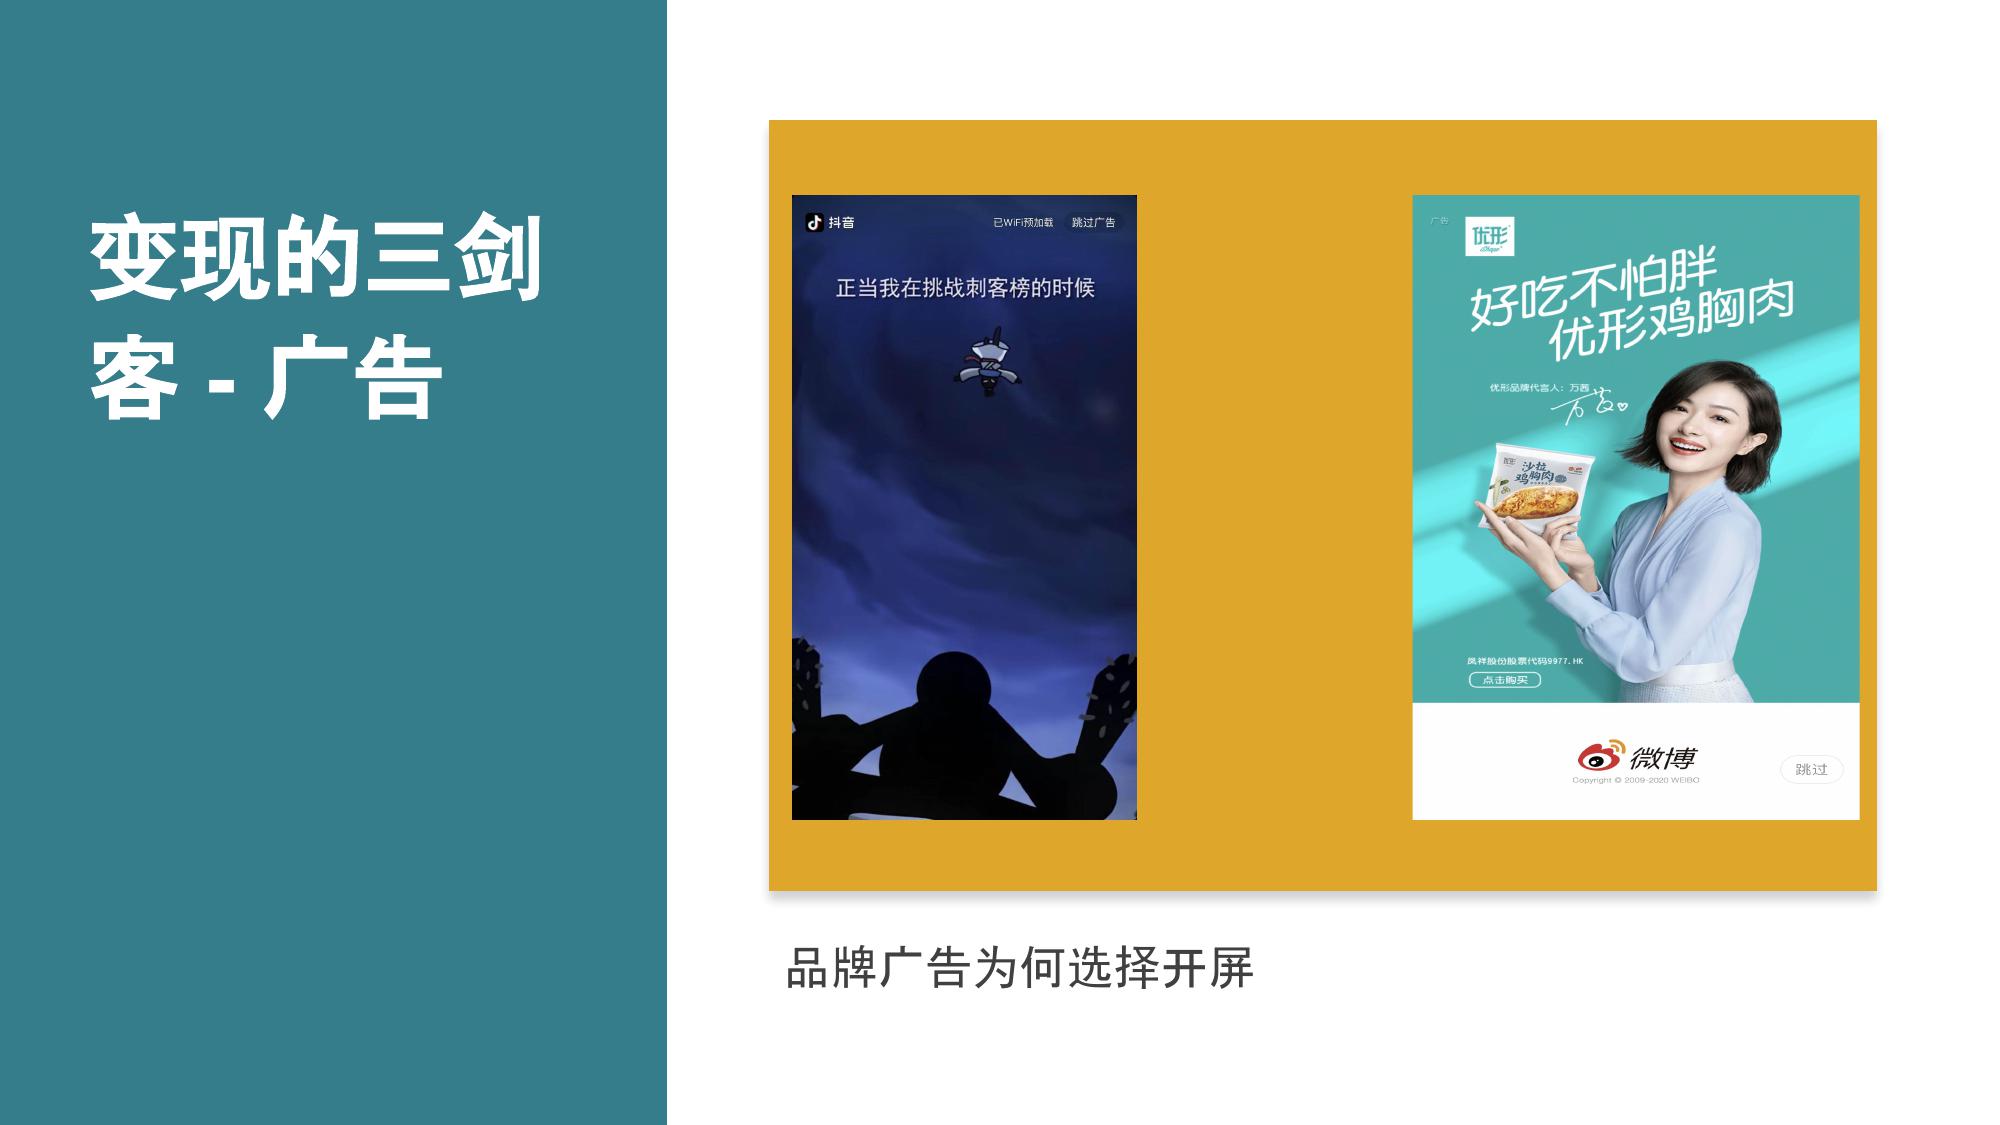 变现的三剑
客 - 广告
抖音
已WiFi预加载
跳过广告
正当我在挑战刺客榜的时候
广告
优形
好吃不怕胖
优形鸡胸肉
优形品牌代言人：万茜
万茜
优形
沙拉
鸡胸肉
凤祥股份股票代码9977.HK
点击购买
微博
Copyright © 2009-2020 WEIBO
跳过
品牌广告为何选择开屏